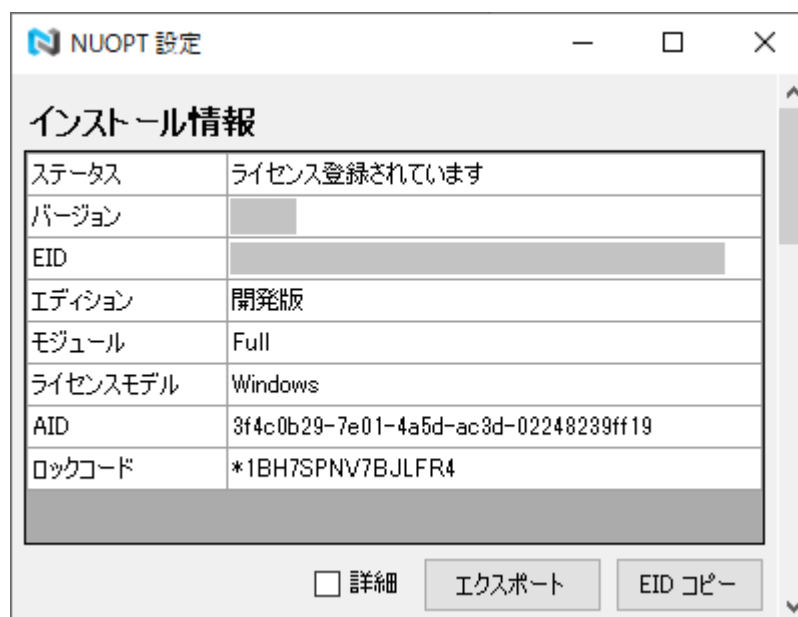 NUOPT 設定
インストール情報
ステータス ライセンス登録されています
バージョン
EID
エディション 開発版
モジュール Full
ライセンスモデル Windows
AID 3f4c0b29-7e01-4a5d-ac3d-02248239ff19
ロックコード *1BH7SPNV7BJLFR4
詳細 エクスポート EID コピー